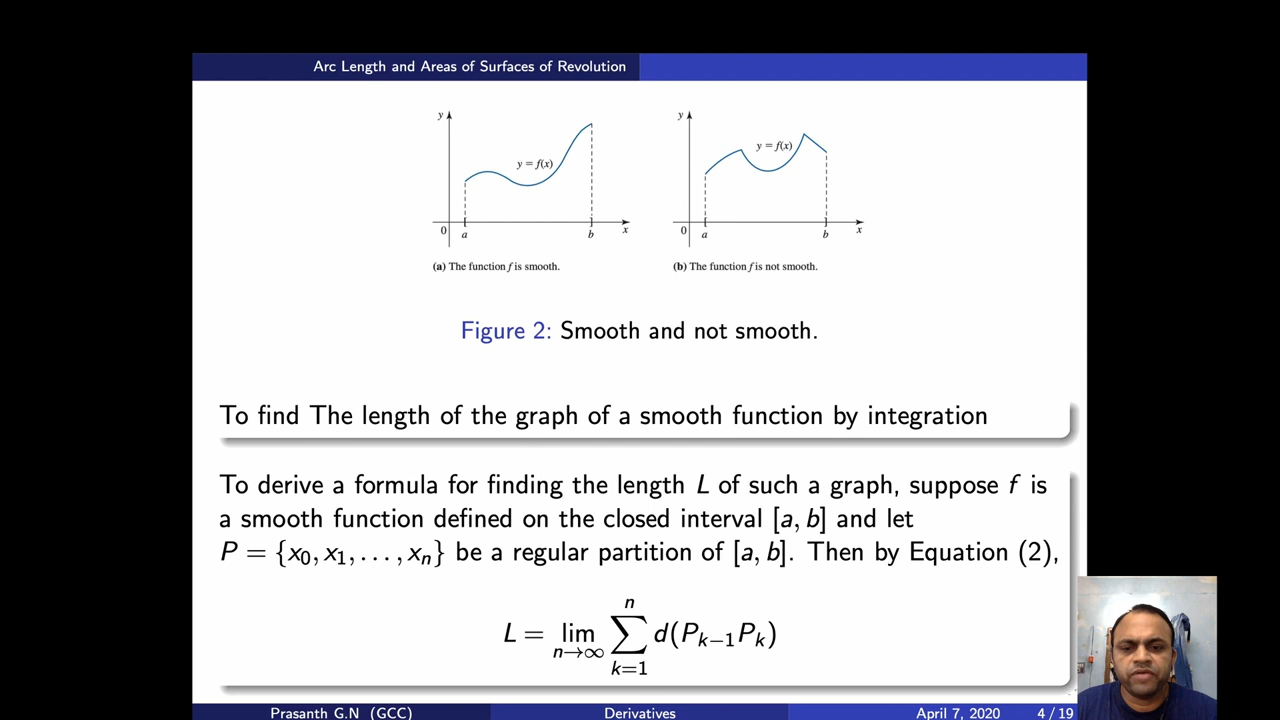 Arc Length and Areas of Surfaces of Revolution
y
y = f(x)
0 a b x
(a) The function f is smooth.
y
y = f(x)
0 a b x
(b) The function f is not smooth.
Figure 2: Smooth and not smooth.
To find The length of the graph of a smooth function by integration
To derive a formula for finding the length L of such a graph, suppose f is
a smooth function defined on the closed interval [a, b] and let
P = {x₀, x₁, . . . , xₙ} be a regular partition of [a, b]. Then by Equation (2),
L = lim n→∞ ∑ k=1 n d(Pₖ₋₁Pₖ)
Prasanth G.N (GCC) Derivatives April 7, 2020 4 / 19